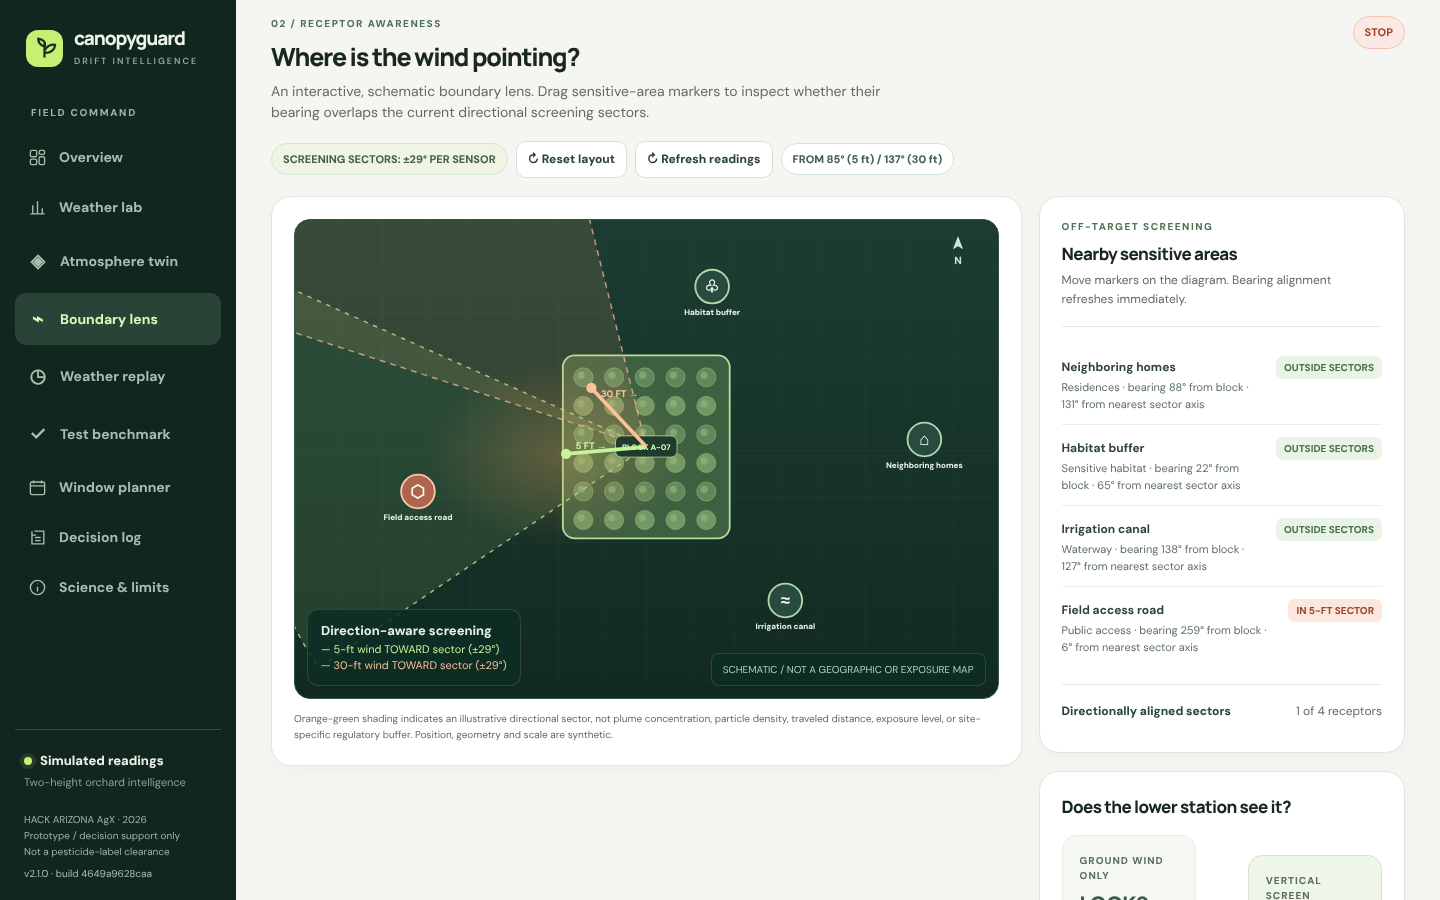 canopyguard
DRIFT INTELLIGENCE
FIELD COMMAND
Overview
Weather lab
Atmosphere twin
Boundary lens
Weather replay
Test benchmark
Window planner
Decision log
Science & limits
Simulated readings
Two-height orchard intelligence
HACK ARIZONA AgX · 2026
Prototype / decision support only
Not a pesticide-label clearance
v2.1.0 · build 4649a9628caa
02 / RECEPTOR AWARENESS
Where is the wind pointing?
An interactive, schematic boundary lens. Drag sensitive-area markers to inspect whether their
bearing overlaps the current directional screening sectors.
STOP
SCREENING SECTORS: ±29° PER SENSOR
↻ Reset layout
↻ Refresh readings
FROM 85° (5 ft) / 137° (30 ft)
N
Habitat buffer
30 FT →
5 FT →
A-07
Neighboring homes
Field access road
Irrigation canal
Direction-aware screening
— 5-ft wind TOWARD sector (±29°)
— 30-ft wind TOWARD sector (±29°)
SCHEMATIC / NOT A GEOGRAPHIC OR EXPOSURE MAP
Orange-green shading indicates an illustrative directional sector, not plume concentration, particle density, traveled distance, exposure level, or site-
specific regulatory buffer. Position, geometry and scale are synthetic.
OFF-TARGET SCREENING
Nearby sensitive areas
Move markers on the diagram. Bearing alignment
refreshes immediately.
Neighboring homes
OUTSIDE SECTORS
Residences · bearing 88° from block ·
131° from nearest sector axis
Habitat buffer
OUTSIDE SECTORS
Sensitive habitat · bearing 22° from
block · 65° from nearest sector axis
Irrigation canal
OUTSIDE SECTORS
Waterway · bearing 138° from block ·
127° from nearest sector axis
Field access road
IN 5-FT SECTOR
Public access · bearing 259° from block ·
6° from nearest sector axis
Directionally aligned sectors
1 of 4 receptors
Does the lower station see it?
GROUND WIND
ONLY
VERTICAL
SCREEN